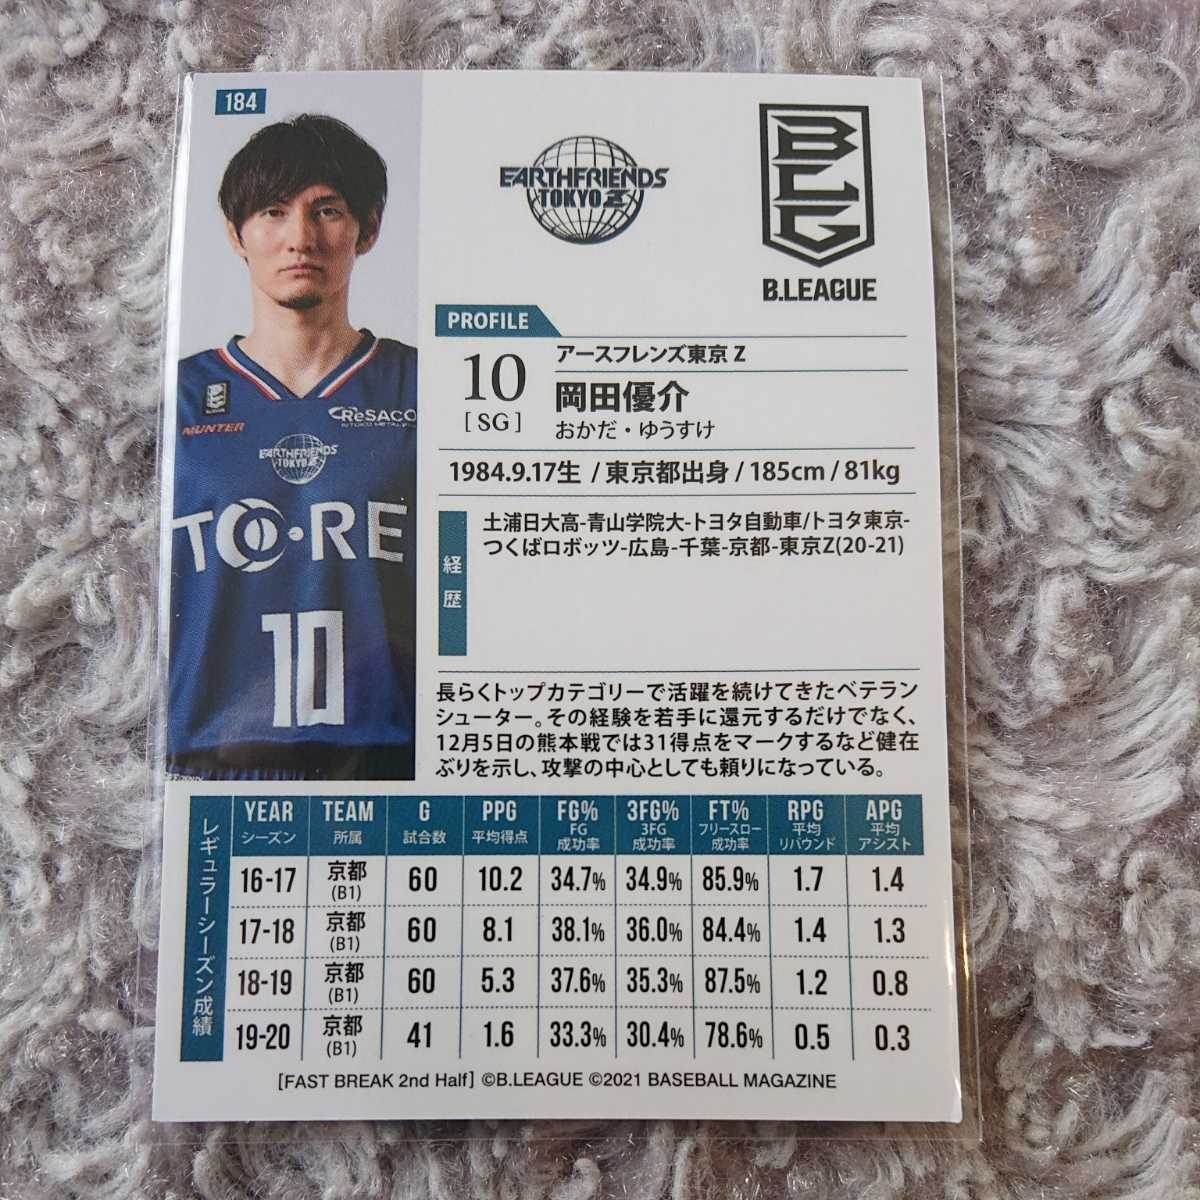 184
EARTHFRIENDS
TOKYO Z
BLG
B.LEAGUE
MUNTER
ReSACO
EARTHFRIENDS
TOKYO Z
TO・RE
10
PROFILE
10
[SG]
アースフレンズ東京 Z
岡田優介
おかだ・ゆうすけ
1984.9.17生 / 東京都出身 / 185cm / 81kg
経歴
土浦日大高-青山学院大-トヨタ自動車/トヨタ東京-
つくばロボッツ-広島-千葉-京都-東京Z(20-21)
長らくトップカテゴリーで活躍を続けてきたベテラン
シューター。その経験を若手に還元するだけでなく、
12月5日の熊本戦では31得点をマークするなど健在
ぶりを示し、攻撃の中心としても頼りになっている。
レギュラーシーズン成績
YEAR TEAM G PPG FG% 3FG% FT% RPG APG
シーズン 所属 試合数 平均得点 FG成功率 3FG成功率 フリースロー成功率 平均リバウンド 平均アシスト
16-17 京都(B1) 60 10.2 34.7% 34.9% 85.9% 1.7 1.4
17-18 京都(B1) 60 8.1 38.1% 36.0% 84.4% 1.4 1.3
18-19 京都(B1) 60 5.3 37.6% 35.3% 87.5% 1.2 0.8
19-20 京都(B1) 41 1.6 33.3% 30.4% 78.6% 0.5 0.3
[FAST BREAK 2nd Half] ©B.LEAGUE ©2021 BASEBALL MAGAZINE